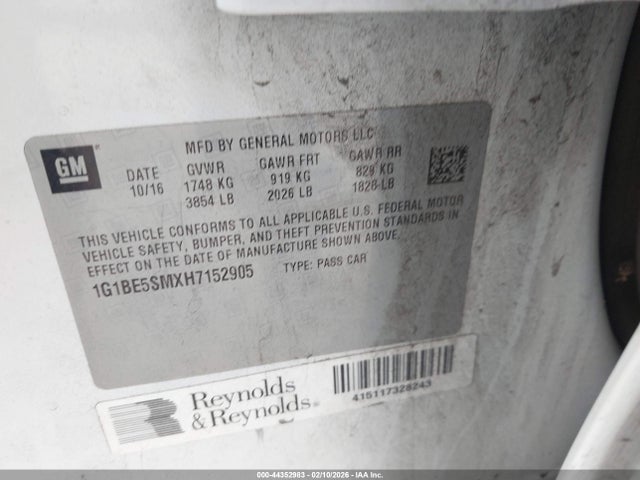 MFD BY GENERAL MOTORS LLC
GM
DATE GVWR GAWR FRT GAWR RR
10/16 1748 KG 919 KG 829 KG
3854 LB 2026 LB 1828 LB
THIS VEHICLE CONFORMS TO ALL APPLICABLE U.S. FEDERAL MOTOR
VEHICLE SAFETY, BUMPER, AND THEFT PREVENTION STANDARDS IN
EFFECT ON THE DATE OF MANUFACTURE SHOWN ABOVE.
1G1BE5SMXH7152905 TYPE: PASS CAR
Reynolds
& Reynolds®
415117328243
000-44352983 - 02/10/2026 - IAA Inc.